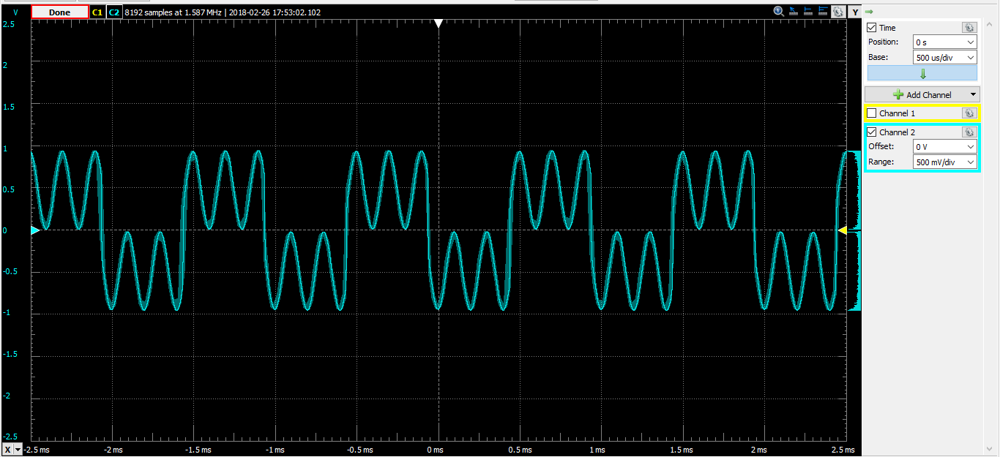 V Done C1 C2 8192 samples at 1.587 MHz | 2018-02-26 17:53:02.102 Y
2.5
2
1.5
1
0.5
0
-0.5
-1
-1.5
-2
-2.5
X -2.5 ms -2 ms -1.5 ms -1 ms -0.5 ms 0 ms 0.5 ms 1 ms 1.5 ms 2 ms 2.5 ms
Time
Position: 0 s
Base: 500 us/div
Add Channel
Channel 1
Channel 2
Offset: 0 V
Range: 500 mV/div